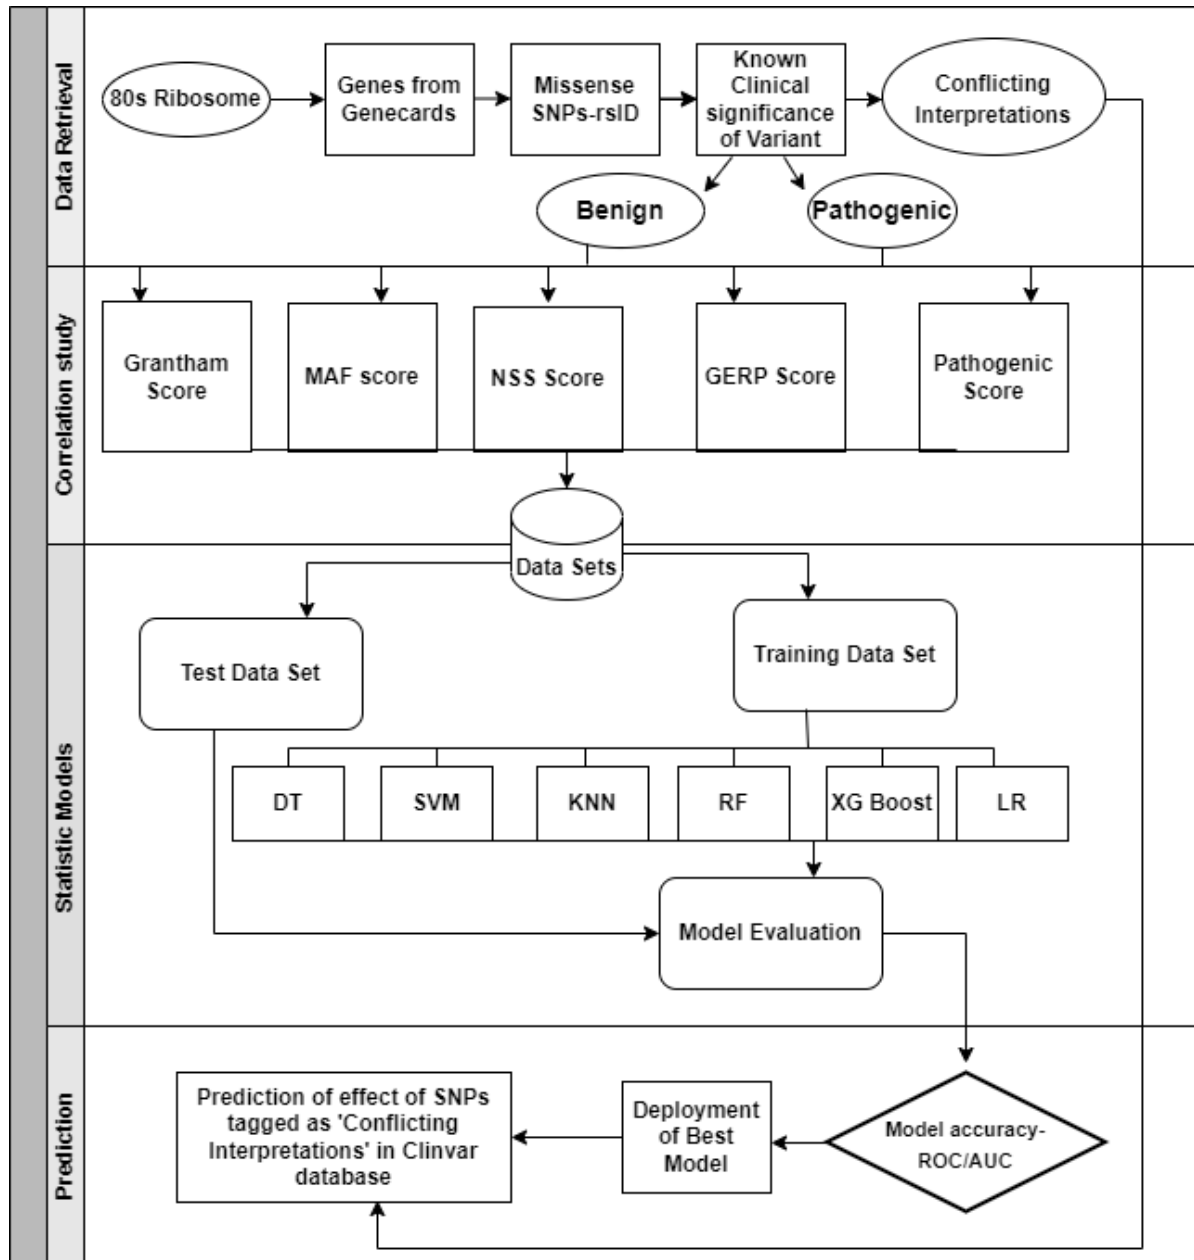 Data Retrieval
80s Ribosome
Genes from
Genecards
Missense
SNPs-rsID
Known
Clinical
significance
of Variant
Conflicting
Interpretations
Benign
Pathogenic
Correlation study
Grantham
Score
MAF score
NSS Score
GERP Score
Pathogenic
Score
Data Sets
Statistic Models
Test Data Set
Training Data Set
DT
SVM
KNN
RF
XG Boost
LR
Model Evaluation
Prediction
Prediction of effect of SNPs
tagged as 'Conflicting
Interpretations' in Clinvar
database
Deployment
of Best
Model
Model accuracy-
ROC/AUC